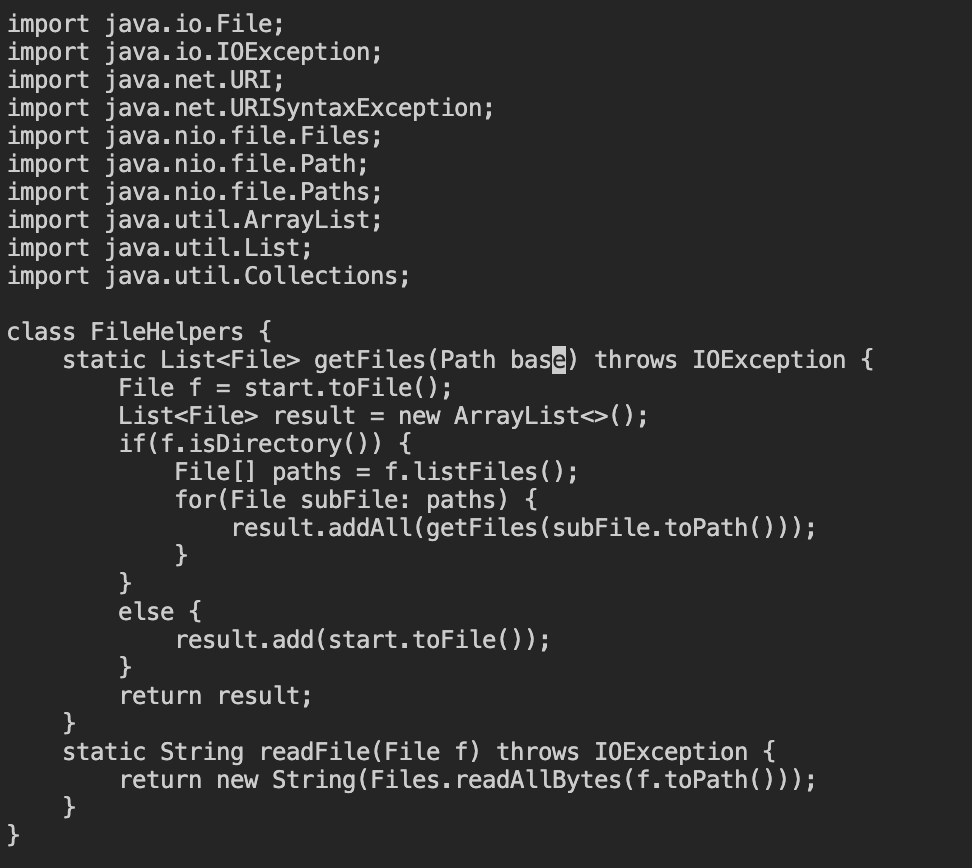 import java.io.File;
import java.io.IOException;
import java.net.URI;
import java.net.URISyntaxException;
import java.nio.file.Files;
import java.nio.file.Path;
import java.nio.file.Paths;
import java.util.ArrayList;
import java.util.List;
import java.util.Collections;

class FileHelpers {
    static List<File> getFiles(Path base) throws IOException {
        File f = start.toFile();
        List<File> result = new ArrayList<>();
        if(f.isDirectory()) {
            File[] paths = f.listFiles();
            for(File subFile: paths) {
                result.addAll(getFiles(subFile.toPath()));
            }
        }
        else {
            result.add(start.toFile());
        }
        return result;
    }
    static String readFile(File f) throws IOException {
        return new String(Files.readAllBytes(f.toPath()));
    }
}